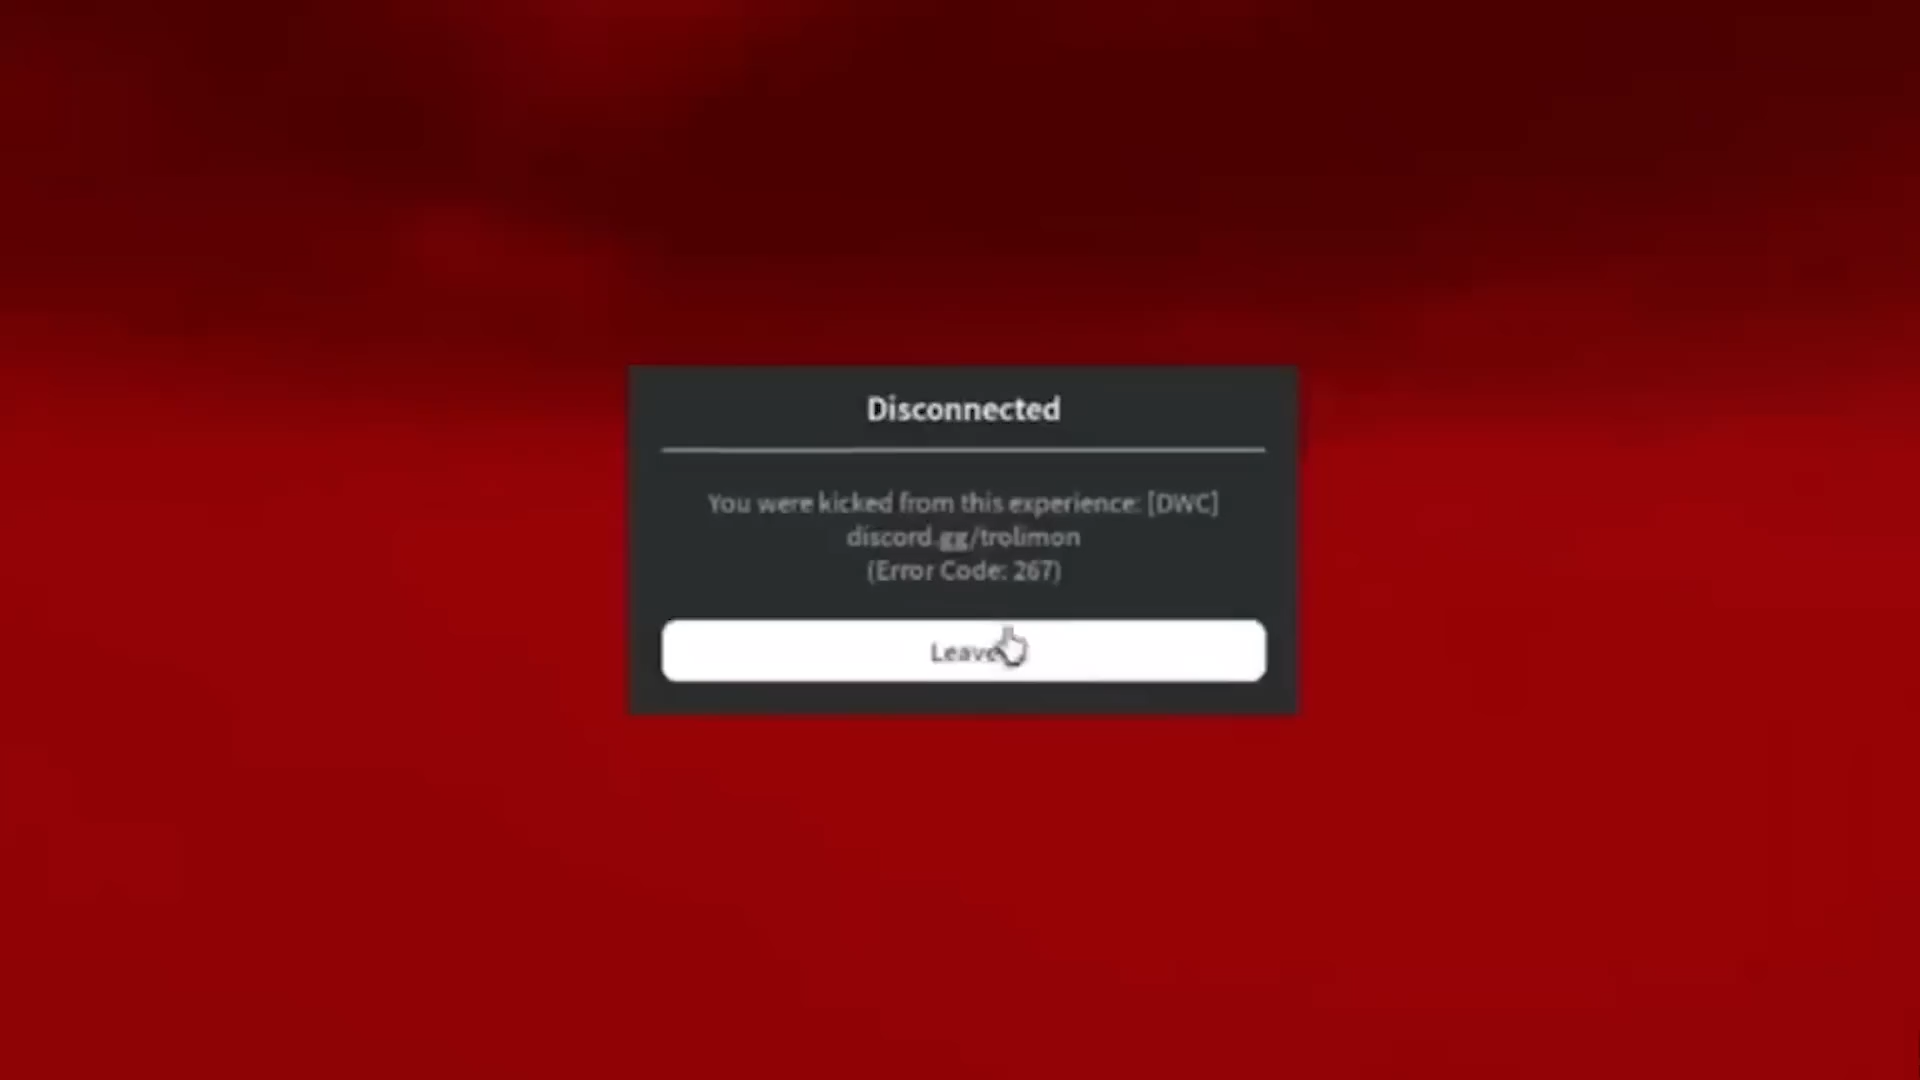 Disconnected
You were kicked from this experience: [DWC]
discord.gg/trolimon
(Error Code: 267)
Leave